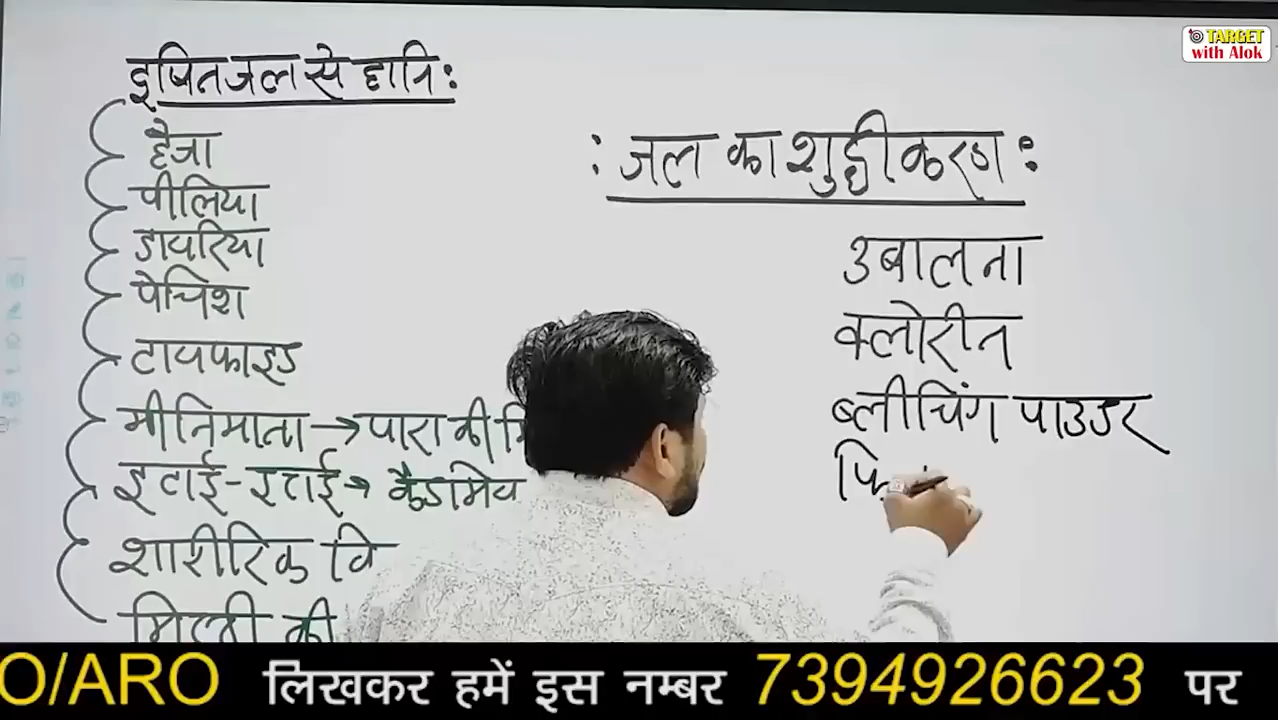 TARGET
with Alok
दुषित जल से हानि :
हैजा
पीलिया
डायरिया
पेचिश
टायफाइड
मीनिमाता → पारा की
इटाई-इटाई → कैडमिय
शारीरिक वि
मिट्टी की
: जल का शुद्धीकरण :
उबालना
क्लोरीन
ब्लीचिंग पाउडर
फि
O/ARO लिखकर हमें इस नम्बर 7394926623 पर